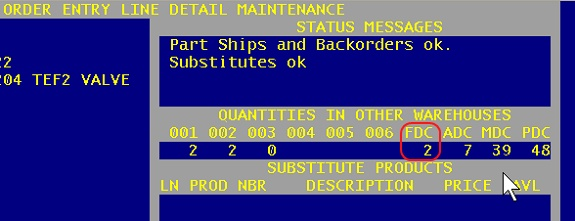 ORDER ENTRY LINE DETAIL MAINTENANCE
STATUS MESSAGES
Part Ships and Backorders ok.
22 Substitutes ok
204 TEF2 VALVE
QUANTITIES IN OTHER WAREHOUSES
001 002 003 004 005 006 FDC ADC MDC PDC
2 2 0 2 7 39 48
SUBSTITUTE PRODUCTS
LN PROD NBR DESCRIPTION PRICE AVL